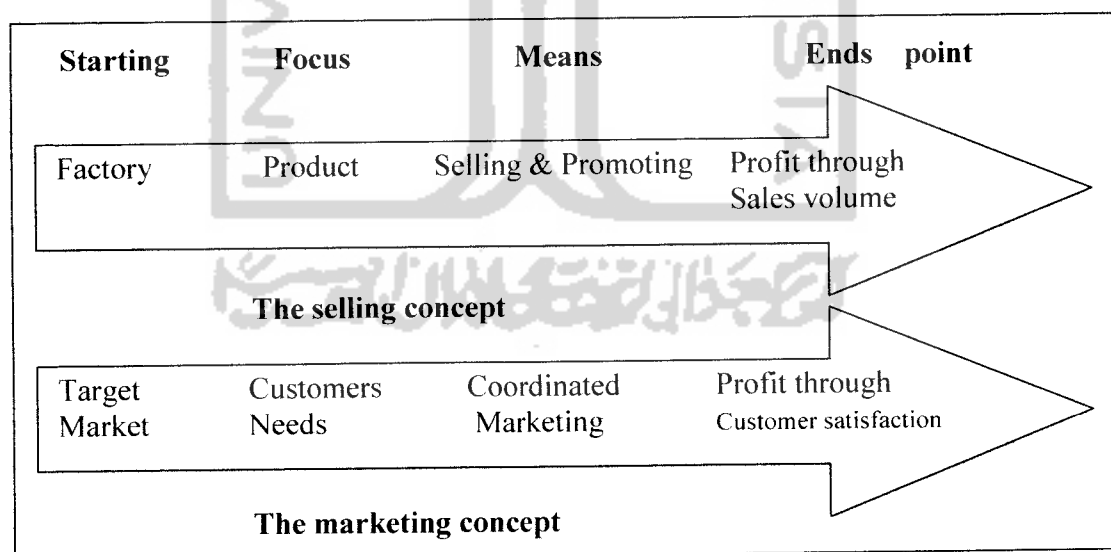 Starting Focus Means Ends point
Factory Product Selling & Promoting Profit through
Sales volume
The selling concept
Target Customers Coordinated Profit through
Market Needs Marketing Customer satisfaction
The marketing concept